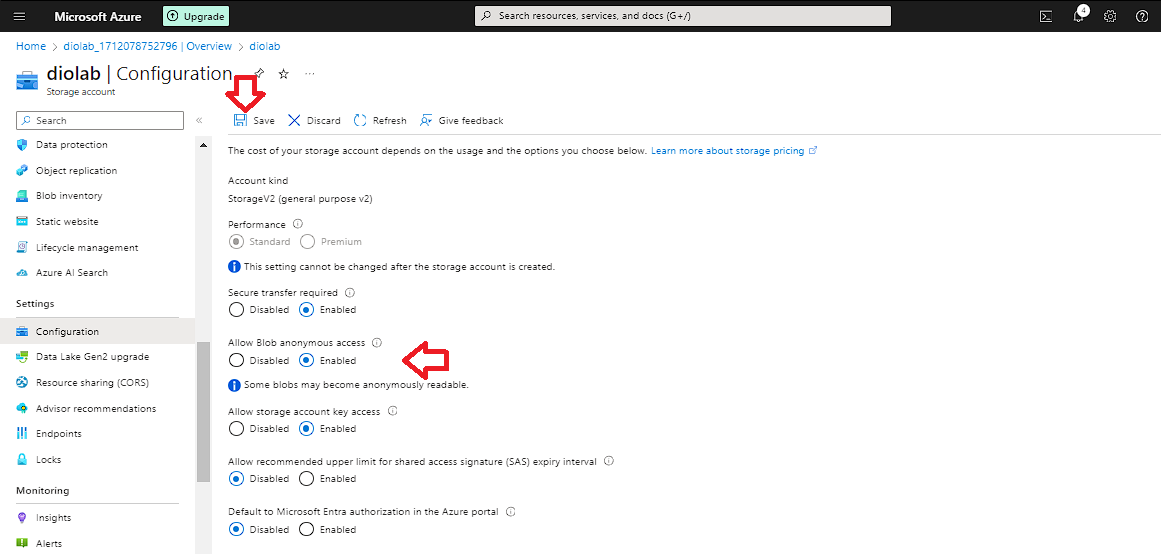 Microsoft Azure
Upgrade
Search resources, services, and docs (G+/)
4
Home > diolab_1712078752796 | Overview > diolab
diolab | Configuration
Storage account
Search
Data protection
Object replication
Blob inventory
Static website
Lifecycle management
Azure AI Search
Settings
Configuration
Data Lake Gen2 upgrade
Resource sharing (CORS)
Advisor recommendations
Endpoints
Locks
Monitoring
Insights
Alerts
Save Discard Refresh Give feedback
The cost of your storage account depends on the usage and the options you choose below. Learn more about storage pricing
Account kind
StorageV2 (general purpose v2)
Performance
Standard Premium
This setting cannot be changed after the storage account is created.
Secure transfer required
Disabled Enabled
Allow Blob anonymous access
Disabled Enabled
Some blobs may become anonymously readable.
Allow storage account key access
Disabled Enabled
Allow recommended upper limit for shared access signature (SAS) expiry interval
Disabled Enabled
Default to Microsoft Entra authorization in the Azure portal
Disabled Enabled